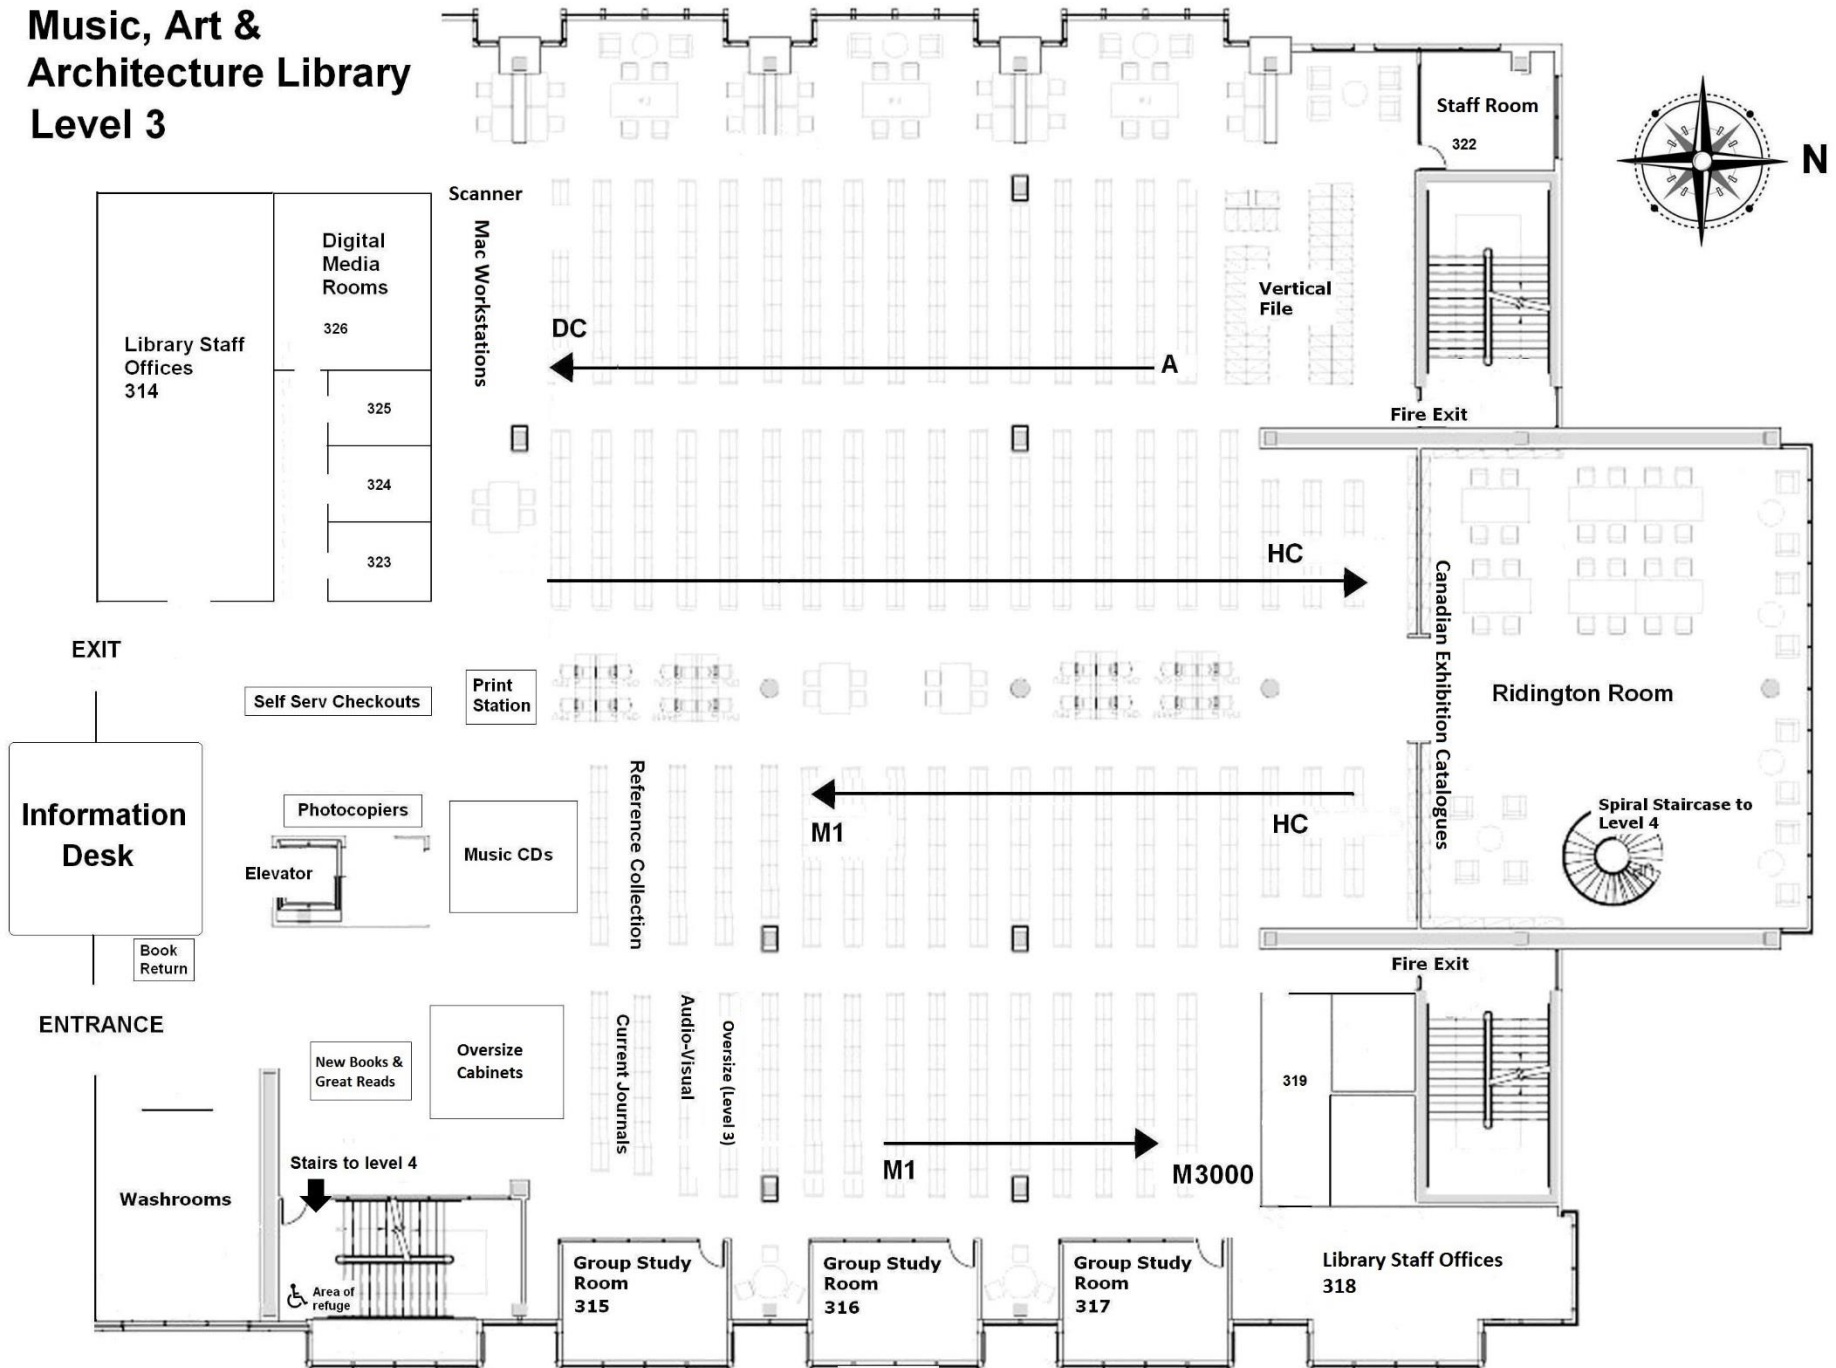 Music, Art &
Architecture Library
Level 3
N
Staff Room
322
Scanner
Mac Workstations
Digital
Media
Rooms
326
Library Staff
Offices
314
325
324
323
DC
A
Vertical
File
Fire Exit
HC
Canadian Exhibition Catalogues
Ridington Room
EXIT
Self Serv Checkouts
Print
Station
Information
Desk
Photocopiers
Elevator
Music CDs
Reference Collection
M1
HC
Spiral Staircase to
Level 4
Book
Return
Fire Exit
ENTRANCE
New Books &
Great Reads
Oversize
Cabinets
Current Journals
Audio-Visual
Oversize (Level 3)
319
M1
M3000
Stairs to level 4
Washrooms
Area of
refuge
Group Study
Room
315
Group Study
Room
316
Group Study
Room
317
Library Staff Offices
318